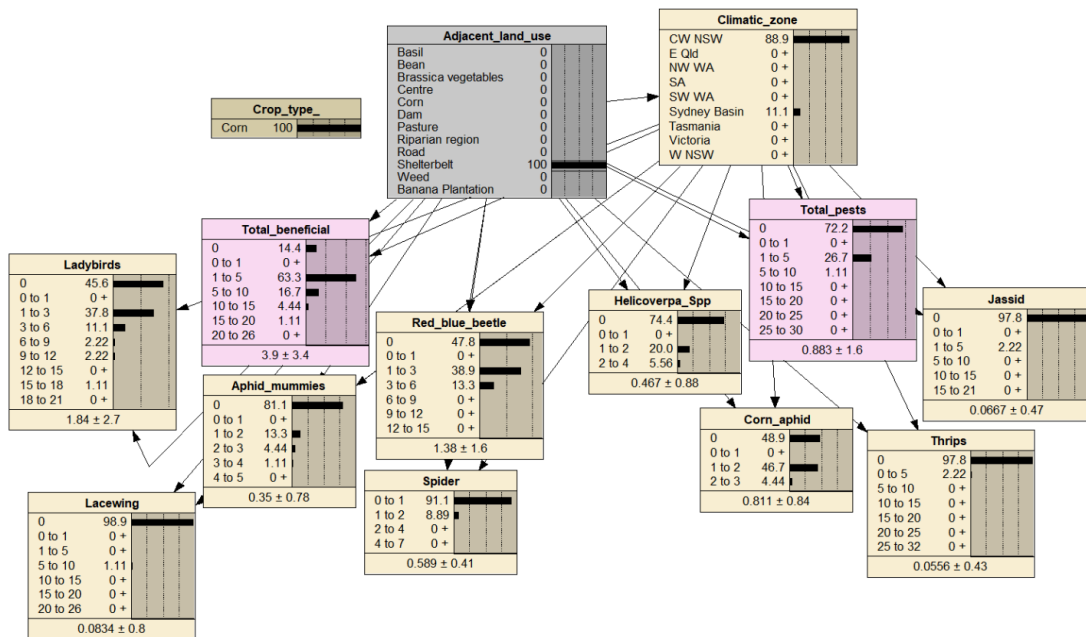 Climatic_zone
CW NSW 88.9
E Qld 0 +
NW WA 0 +
SA 0 +
SW WA 0 +
Sydney Basin 11.1
Tasmania 0 +
Victoria 0 +
W NSW 0 +
Adjacent_land_use
Basil 0
Bean 0
Brassica vegetables 0
Centre 0
Corn 0
Dam 0
Pasture 0
Riparian region 0
Road 0
Shelterbelt 100
Weed 0
Banana Plantation 0
Crop_type_
Corn 100
Total_beneficial
0 14.4
0 to 1 0 +
1 to 5 63.3
5 to 10 16.7
10 to 15 4.44
15 to 20 1.11
20 to 26 0 +
3.9 ± 3.4
Total_pests
0 72.2
0 to 1 0 +
1 to 5 26.7
5 to 10 1.11
10 to 15 0 +
15 to 20 0 +
20 to 25 0 +
25 to 30 0 +
0.883 ± 1.6
Ladybirds
0 45.6
0 to 1 0 +
1 to 3 37.8
3 to 6 11.1
6 to 9 2.22
9 to 12 2.22
12 to 15 0 +
15 to 18 1.11
18 to 21 0 +
1.84 ± 2.7
Red_blue_beetle
0 47.8
0 to 1 0 +
1 to 3 38.9
3 to 6 13.3
6 to 9 0 +
9 to 12 0 +
12 to 15 0 +
1.38 ± 1.6
Helicoverpa_Spp
0 74.4
0 to 1 0 +
1 to 2 20.0
2 to 4 5.56
0.467 ± 0.88
Jassid
0 97.8
0 to 1 0 +
1 to 5 2.22
5 to 10 0 +
10 to 15 0 +
15 to 21 0 +
0.0667 ± 0.47
Aphid_mummies
0 81.1
0 to 1 0 +
1 to 2 13.3
2 to 3 4.44
3 to 4 1.11
4 to 5 0 +
0.35 ± 0.78
Corn_aphid
0 48.9
0 to 1 0 +
1 to 2 46.7
2 to 3 4.44
0.811 ± 0.84
Thrips
0 97.8
0 to 5 2.22
5 to 10 0 +
10 to 15 0 +
15 to 20 0 +
20 to 25 0 +
25 to 32 0 +
0.0556 ± 0.43
Spider
0 to 1 91.1
1 to 2 8.89
2 to 4 0 +
4 to 7 0 +
0.589 ± 0.41
Lacewing
0 98.9
0 to 1 0 +
1 to 5 0 +
5 to 10 1.11
10 to 15 0 +
15 to 20 0 +
20 to 26 0 +
0.0834 ± 0.8